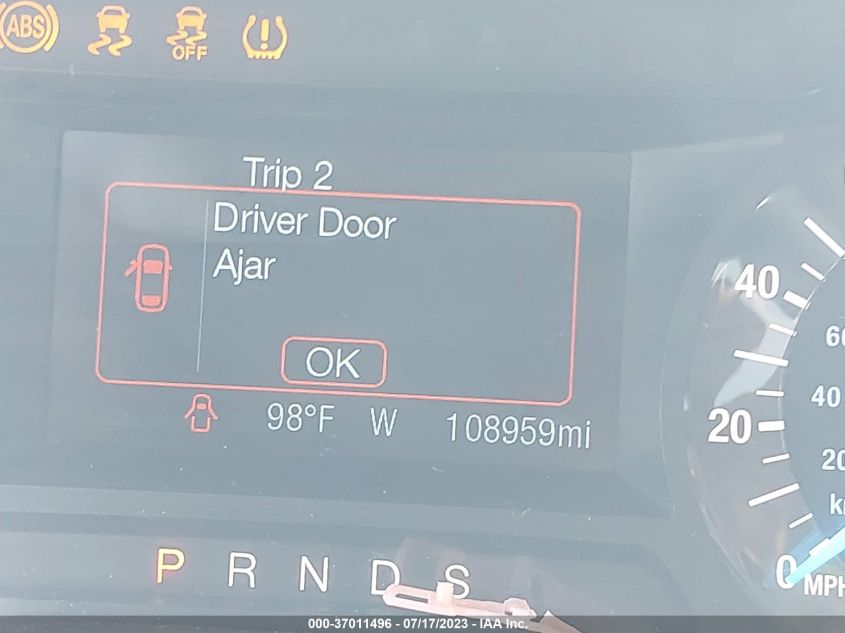 ABS
OFF
Trip 2
Driver Door
Ajar
OK
98°F W 108959mi
40
20
0
MPH
40
20
P R N D S
000-37011496 - 07/17/2023 - IAA Inc.